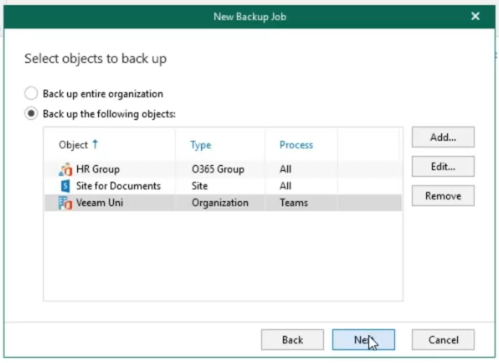 New Backup Job
Select objects to back up
Back up entire organization
Back up the following objects:
Object Type Process
HR Group O365 Group All
Site for Documents Site All
Veeam Uni Organization Teams
Add...
Edit...
Remove
Back Next Cancel